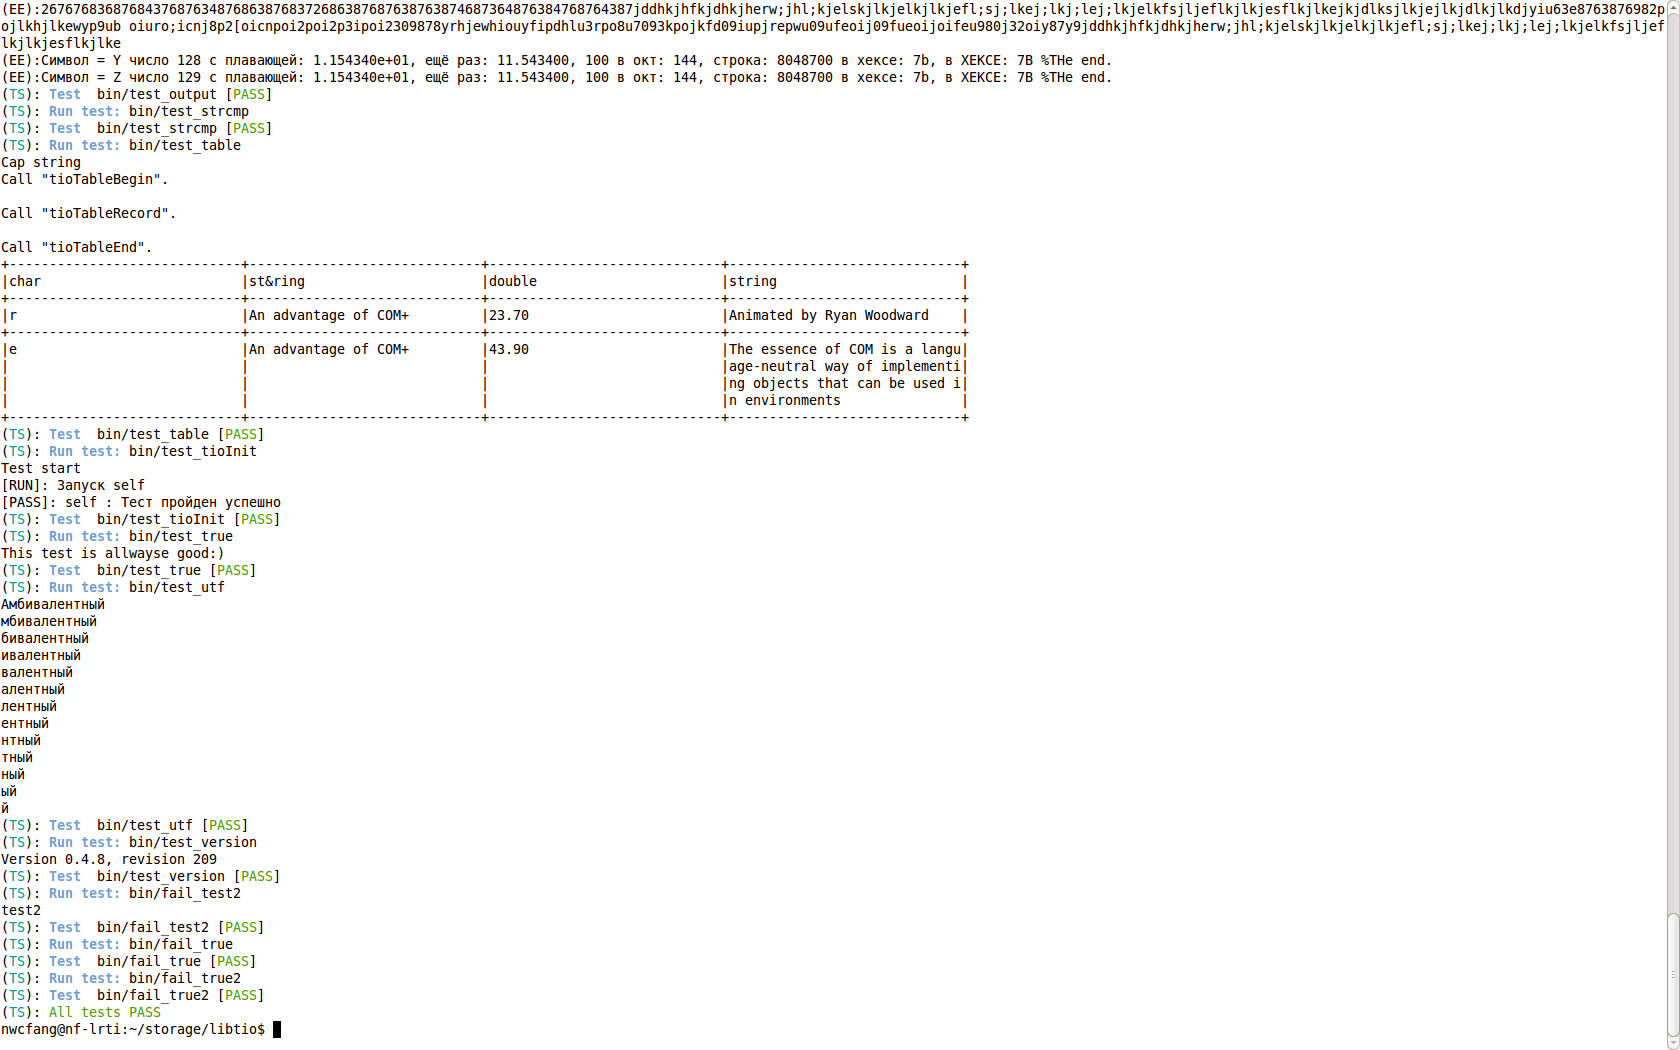 (EE):26767683687684376876348768638768372686387687638763874687364876384768764387jddhkjhfkjdhkjherw;jhl;kjelskjlkjelkjlkjefl;sj;lkej;lkj;lej;lkjelkfsjljeflkjlkjesflkjlkejkjdlksjlkjejlkjdlkjlkdjyiu63e8763876982p
ojlkhjlkewyp9ub oiuro;icnj8p2[oicnpoi2poi2p3ipoi2309878yrhjewhiouyfipdhlu3rpo8u7093kpojkfd09iupjrepwu09ufeoij09fueoijoifeu980j32oiy87y9jddhkjhfkjdhkjherw;jhl;kjelskjlkjelkjlkjefl;sj;lkej;lkj;lej;lkjelkfsjljef
lkjlkjesflkjlke
(EE):Символ = Y число 128 с плавающей: 1.154340e+01, ещё раз: 11.543400, 100 в окт: 144, строка: 8048700 в хексе: 7b, в ХЕКСЕ: 7B %THe end.
(EE):Символ = Z число 129 с плавающей: 1.154340e+01, ещё раз: 11.543400, 100 в окт: 144, строка: 8048700 в хексе: 7b, в ХЕКСЕ: 7B %THe end.
(TS): Test  bin/test_output [PASS]
(TS): Run test: bin/test_strcmp
(TS): Test  bin/test_strcmp [PASS]
(TS): Run test: bin/test_table
Cap string
Call "tioTableBegin".
Call "tioTableRecord".
Call "tioTableEnd".
+-----------------------------+-----------------------------+-----------------------------+-----------------------------+
|char                         |st&ring                      |double                       |string                       |
+-----------------------------+-----------------------------+-----------------------------+-----------------------------+
|r                            |An advantage of COM+         |23.70                        |Animated by Ryan Woodward    |
+-----------------------------+-----------------------------+-----------------------------+-----------------------------+
|e                            |An advantage of COM+         |43.90                        |The essence of COM is a langu|
|                             |                             |                             |age-neutral way of implementi|
|                             |                             |                             |ng objects that can be used i|
|                             |                             |                             |n environments               |
+-----------------------------+-----------------------------+-----------------------------+-----------------------------+
(TS): Test  bin/test_table [PASS]
(TS): Run test: bin/test_tioInit
Test start
[RUN]: Запуск self
[PASS]: self : Тест пройден успешно
(TS): Test  bin/test_tioInit [PASS]
(TS): Run test: bin/test_true
This test is allwayse good:)
(TS): Test  bin/test_true [PASS]
(TS): Run test: bin/test_utf
Амбивалентный
мбивалентный
бивалентный
ивалентный
валентный
алентный
лентный
ентный
нтный
тный
ный
ый
й
(TS): Test  bin/test_utf [PASS]
(TS): Run test: bin/test_version
Version 0.4.8, revision 209
(TS): Test  bin/test_version [PASS]
(TS): Run test: bin/fail_test2
test2
(TS): Test  bin/fail_test2 [PASS]
(TS): Run test: bin/fail_true
(TS): Test  bin/fail_true [PASS]
(TS): Run test: bin/fail_true2
(TS): Test  bin/fail_true2 [PASS]
(TS): All tests PASS
nwcfang@nf-lrti:~/storage/libtio$